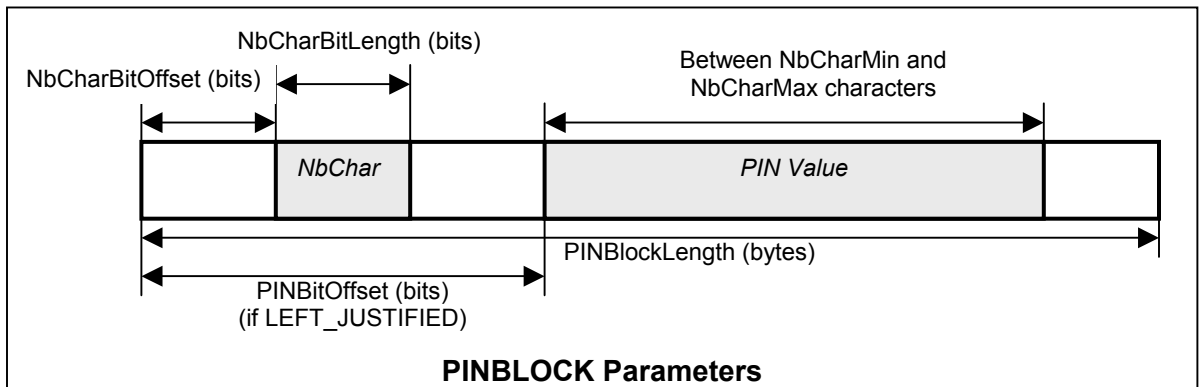 NbCharBitLength (bits)
NbCharBitOffset (bits)
Between NbCharMin and
NbCharMax characters
NbChar
PIN Value
PINBlockLength (bytes)
PINBitOffset (bits)
(if LEFT_JUSTIFIED)
PINBLOCK Parameters